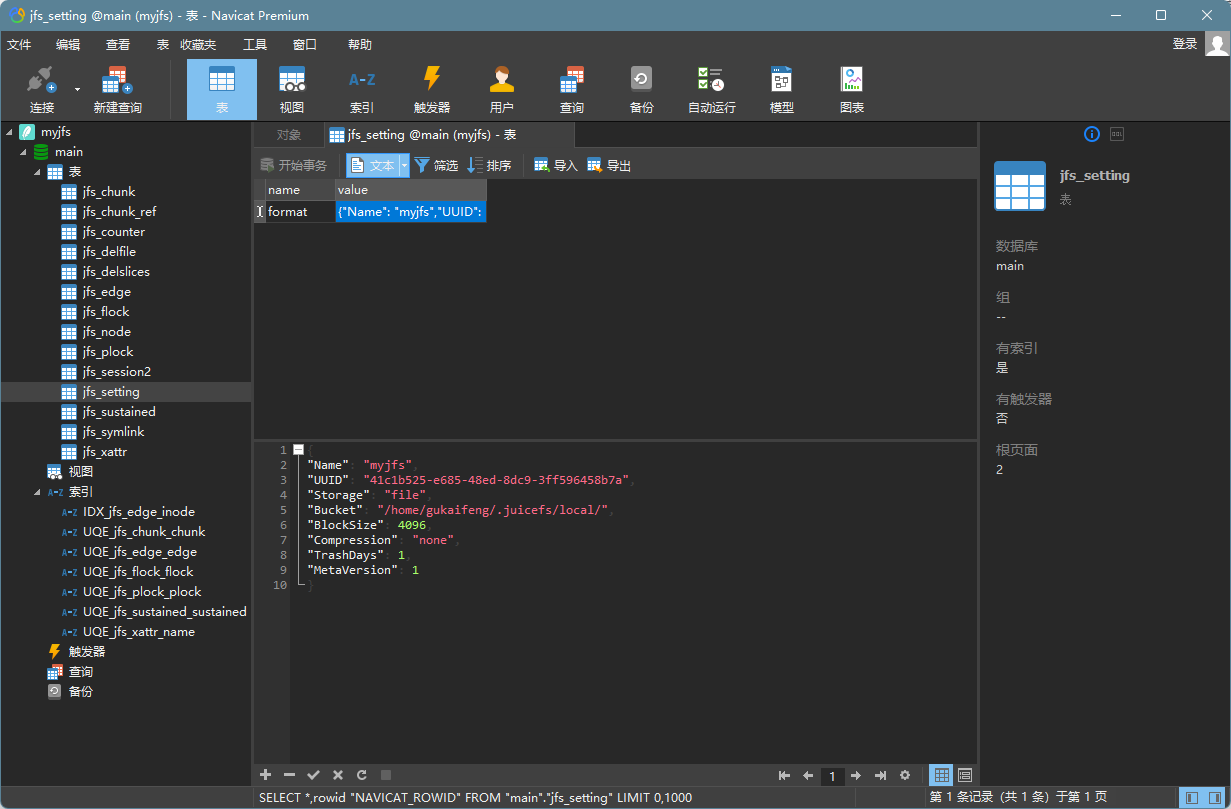 jfs_setting @main (myjfs) - 表 - Navicat Premium
文件 编辑 查看 表 收藏夹 工具 窗口 帮助 登录
连接 新建查询 表 视图 A-Z 索引 触发器 用户 查询 备份 自动运行 模型 图表
myjfs
main
表
jfs_chunk
jfs_chunk_ref
jfs_counter
jfs_delfile
jfs_delslices
jfs_edge
jfs_flock
jfs_node
jfs_plock
jfs_session2
jfs_setting
jfs_sustained
jfs_symlink
jfs_xattr
视图
A-Z 索引
A-Z IDX_jfs_edge_inode
A-Z UQE_jfs_chunk_chunk
A-Z UQE_jfs_edge_edge
A-Z UQE_jfs_flock_flock
A-Z UQE_jfs_plock_plock
A-Z UQE_jfs_sustained_sustained
A-Z UQE_jfs_xattr_name
触发器
查询
备份
对象 jfs_setting @main (myjfs) - 表
开始事务 文本 筛选 排序 导入 导出
name value
format {"Name": "myjfs","UUID":
1 {
2 "Name": "myjfs",
3 "UUID": "41c1b525-e685-48ed-8dc9-3ff596458b7a",
4 "Storage": "file",
5 "Bucket": "/home/gukaifeng/.juicefs/local/",
6 "BlockSize": 4096,
7 "Compression": "none",
8 "TrashDays": 1,
9 "MetaVersion": 1
10 }
1
SELECT *,rowid "NAVICAT_ROWID" FROM "main"."jfs_setting" LIMIT 0,1000
第 1 条记录 (共 1 条) 于第 1 页
jfs_setting
表
数据库
main
组
--
有索引
是
有触发器
否
根页面
2